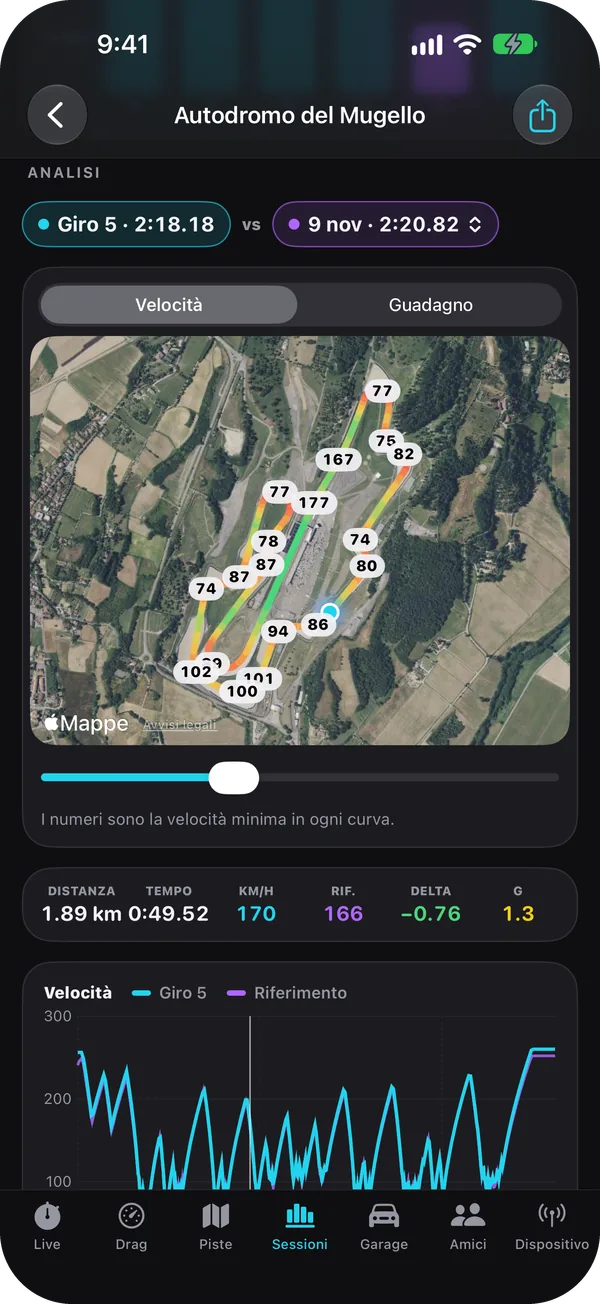 9:41
Autodromo del Mugello
ANALISI
Giro 5 · 2:18.18 vs 9 nov · 2:20.82
Velocità Guadagno
77
75
82
167
77
177
78
74
87
80
87
74
86
94
102
101
100
Mappe Avvisi legali
I numeri sono la velocità minima in ogni curva.
DISTANZA TEMPO KM/H RIF. DELTA G
1.89 km 0:49.52 170 166 −0.76 1.3
Velocità Giro 5 Riferimento
300
200
100
Live Drag Piste Sessioni Garage Amici Dispositivo